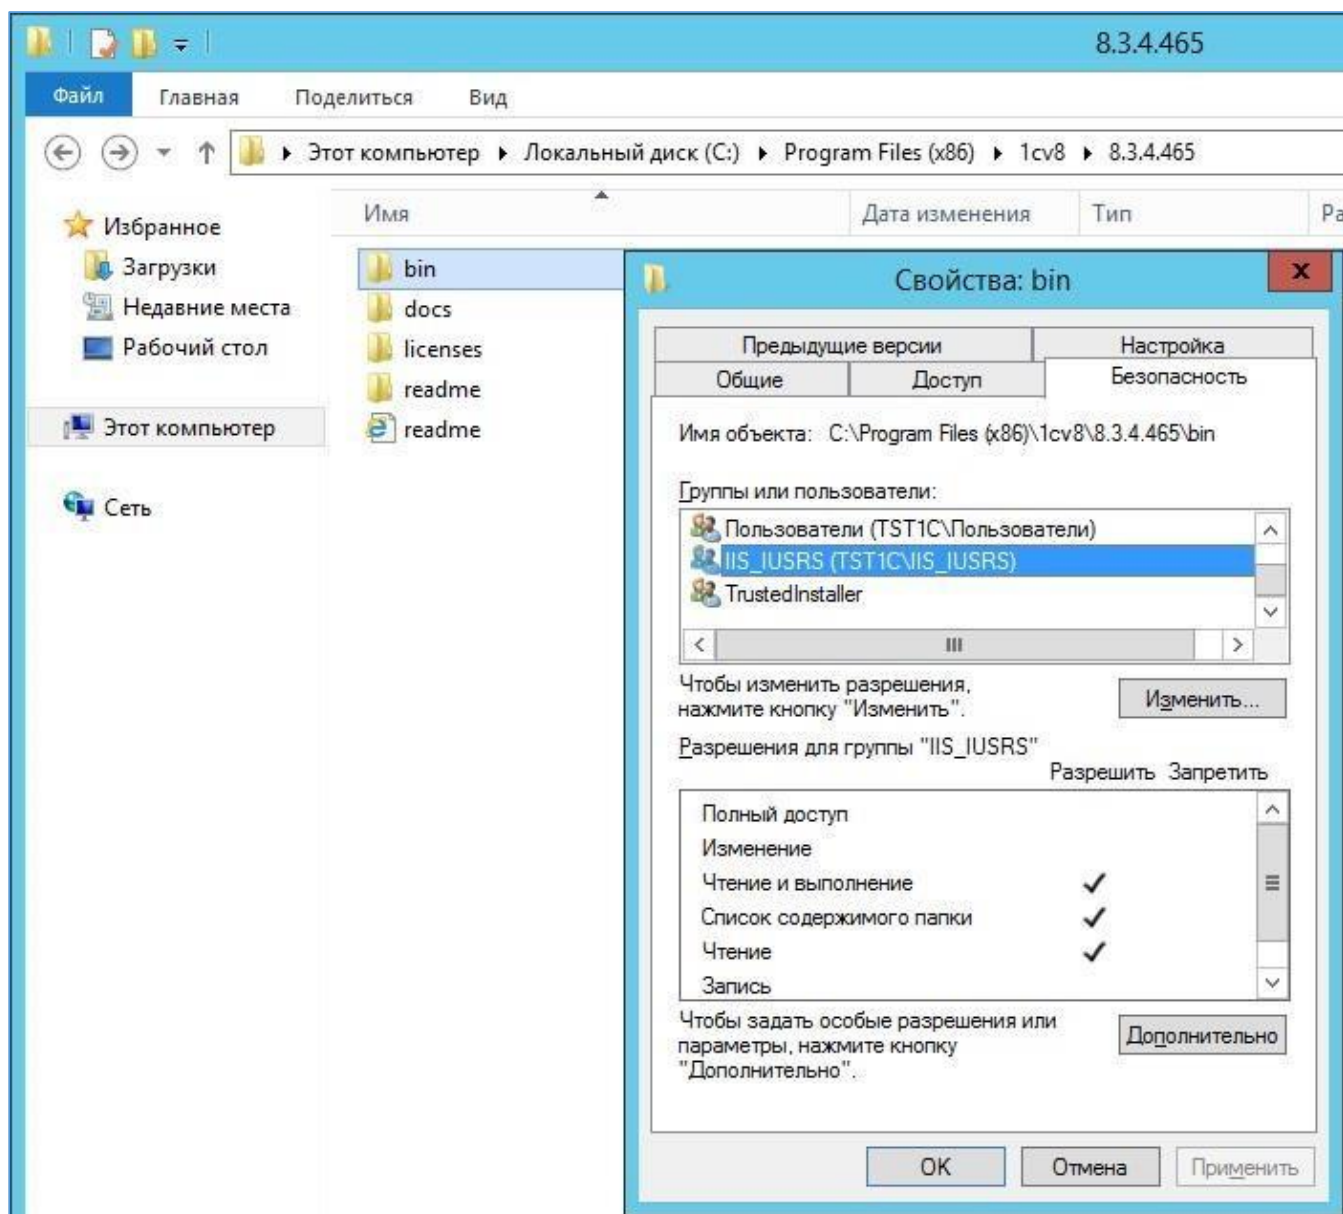 8.3.4.465
Файл Главная Поделиться Вид
Этот компьютер Локальный диск (C:) Program Files (x86) 1cv8 8.3.4.465
Имя Дата изменения Тип Ра
Избранное
Загрузки
Недавние места
Рабочий стол
Этот компьютер
Сеть
bin
docs
licenses
readme
readme
Свойства: bin
x
Предыдущие версии Настройка
Общие Доступ Безопасность
Имя объекта: C:\Program Files (x86)\1cv8\8.3.4.465\bin
Группы или пользователи:
Пользователи (TST1C\Пользователи)
IIS_IUSRS (TST1C\IIS_IUSRS)
TrustedInstaller
Чтобы изменить разрешения,
нажмите кнопку "Изменить".
Изменить...
Разрешения для группы "IIS_IUSRS"
Разрешить Запретить
Полный доступ
Изменение
Чтение и выполнение
Список содержимого папки
Чтение
Запись
Чтобы задать особые разрешения или
параметры, нажмите кнопку
"Дополнительно".
Дополнительно
OK Отмена Применить